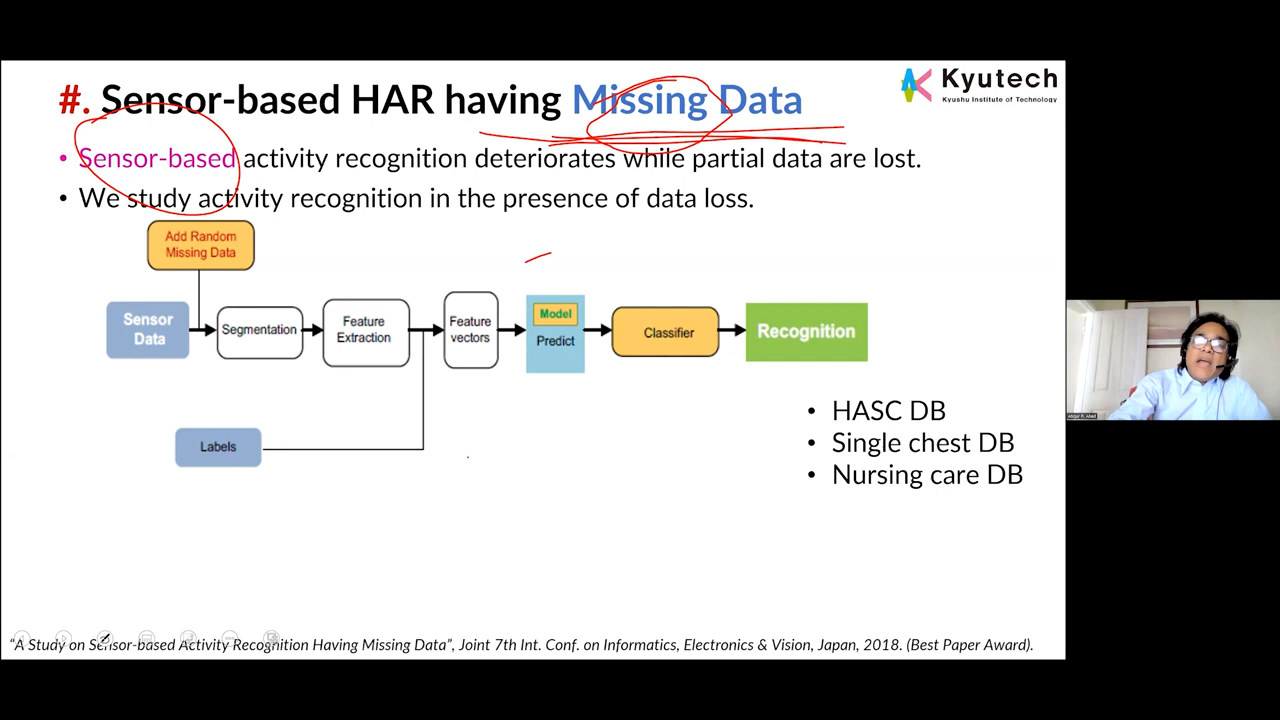 #. Sensor-based HAR having Missing Data
Kyutech
Kyushu Institute of Technology
• Sensor-based activity recognition deteriorates while partial data are lost.
• We study activity recognition in the presence of data loss.
Add Random
Missing Data
Sensor
Data
Segmentation
Feature
Extraction
Feature
vectors
Model
Predict
Classifier
Recognition
Labels
• HASC DB
• Single chest DB
• Nursing care DB
"A Study on Sensor-based Activity Recognition Having Missing Data", Joint 7th Int. Conf. on Informatics, Electronics & Vision, Japan, 2018. (Best Paper Award).